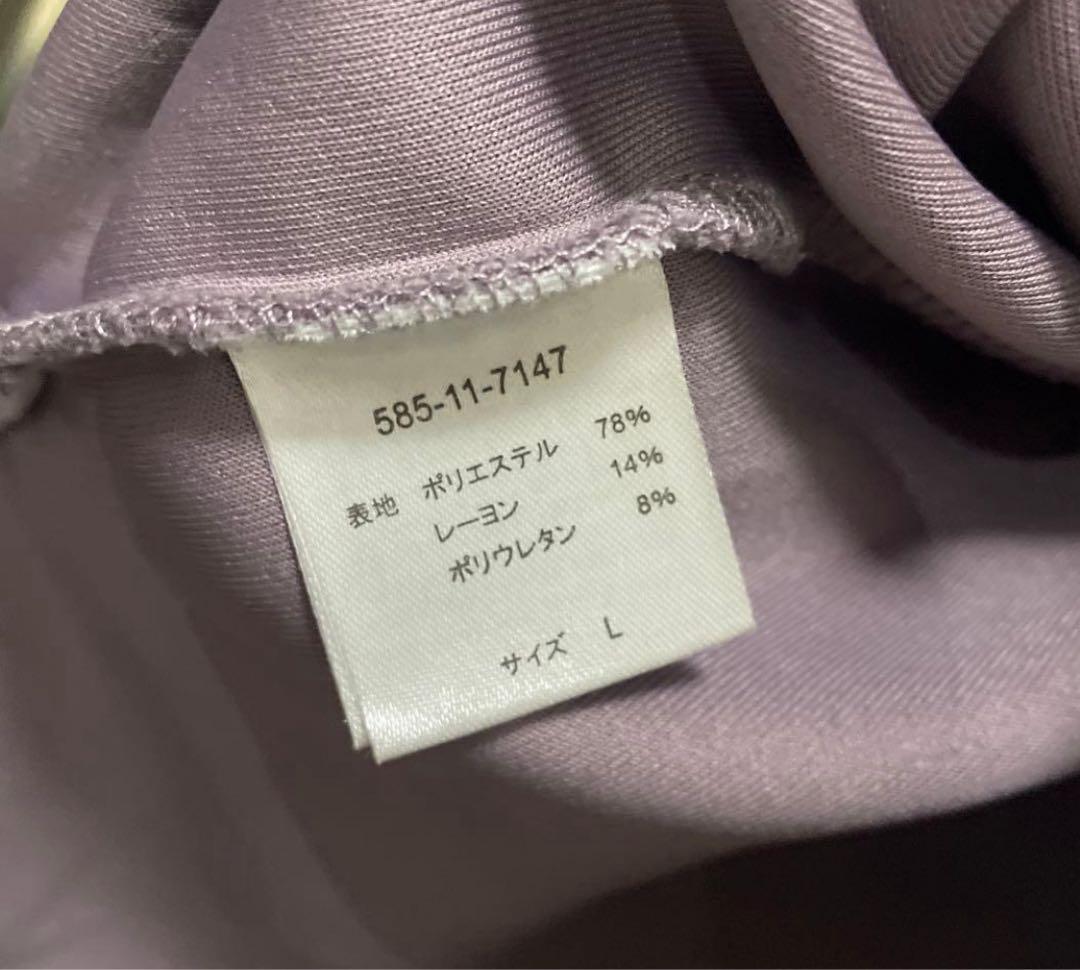 585-11-7147
表地 ポリエステル 78%
レーヨン 14%
ポリウレタン 8%
サイズ L